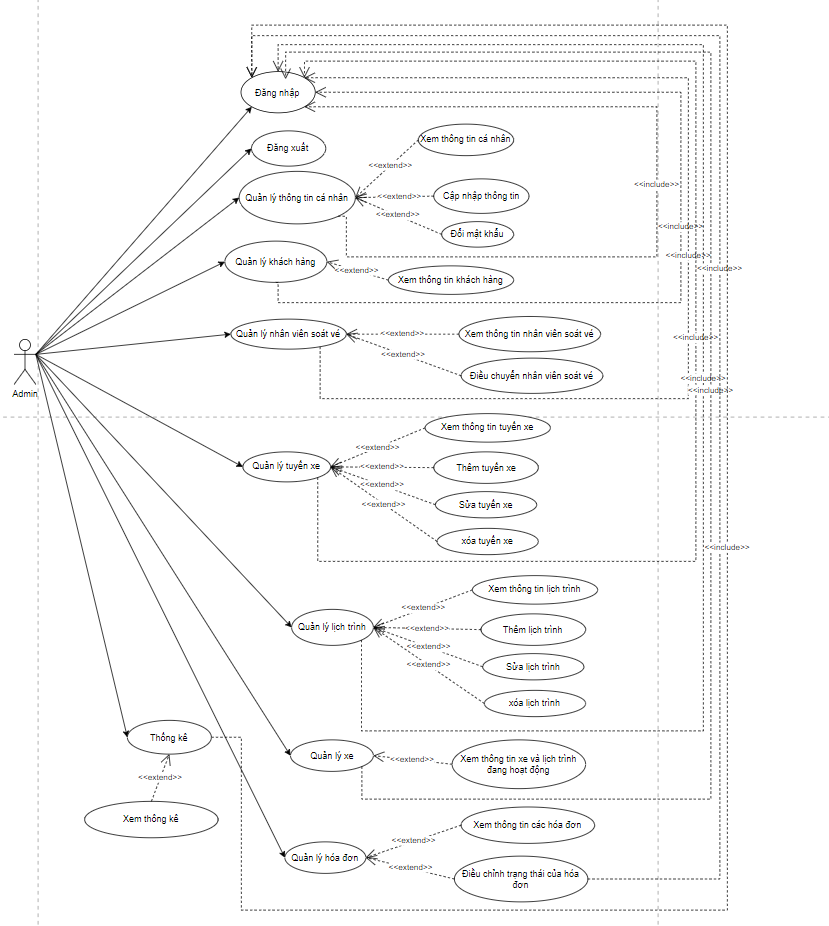 Đăng nhập
Đăng xuất
Xem thông tin cá nhân
<<extend>>
Quản lý thông tin cá nhân
<<extend>>
Cập nhập thông tin
<<extend>>
Đổi mật khẩu
<<include>>
<<include>>
<<include>>
<<include>>
Quản lý khách hàng
<<extend>>
Xem thông tin khách hàng
Quản lý nhân viên soát vé
<<extend>>
Xem thông tin nhân viên soát vé
<<include>>
<<extend>>
Điều chuyển nhân viên soát vé
<<include>>
<<include>>
Admin
Xem thông tin tuyến xe
<<extend>>
Quản lý tuyến xe
<<extend>>
Thêm tuyến xe
<<extend>>
Sửa tuyến xe
<<extend>>
xóa tuyến xe
<<include>>
Xem thông tin lịch trình
<<extend>>
Quản lý lịch trình
<<extend>>
Thêm lịch trình
<<extend>>
Sửa lịch trình
<<extend>>
xóa lịch trình
Thống kê
<<extend>>
Xem thống kê
Quản lý xe
<<extend>>
Xem thông tin xe và lịch trình
đang hoạt động
Xem thông tin các hóa đơn
<<extend>>
Quản lý hóa đơn
<<extend>>
Điều chỉnh trạng thái của hóa
đơn